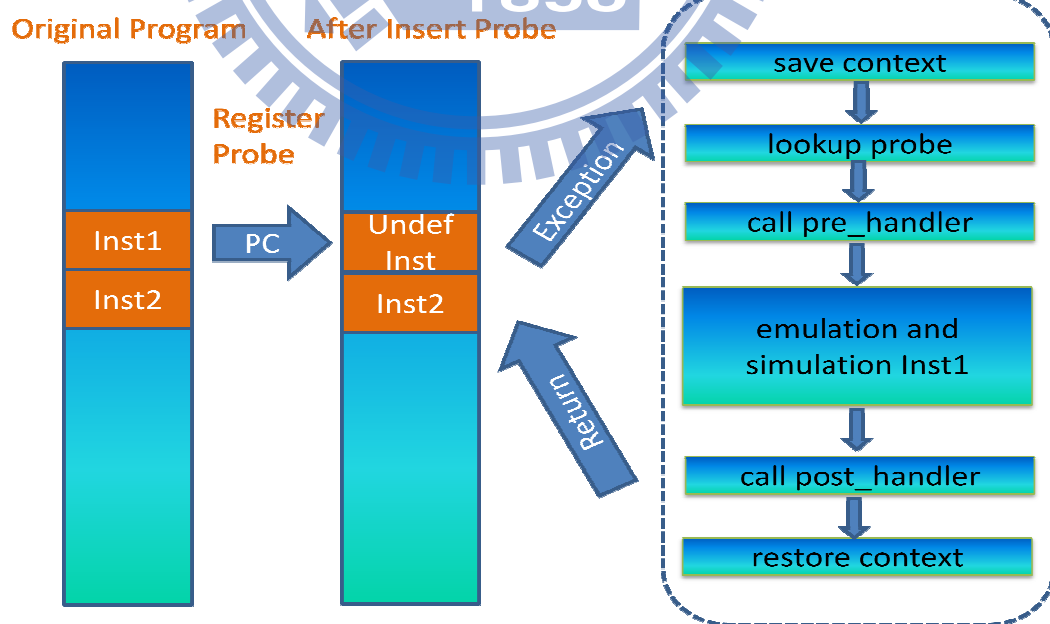 1898
Original Program
After Insert Probe
Register
Probe
Inst1
Inst2
PC
Undef
Inst
Inst2
Exception
Return
save context
lookup probe
call pre_handler
emulation and
simulation Inst1
call post_handler
restore context